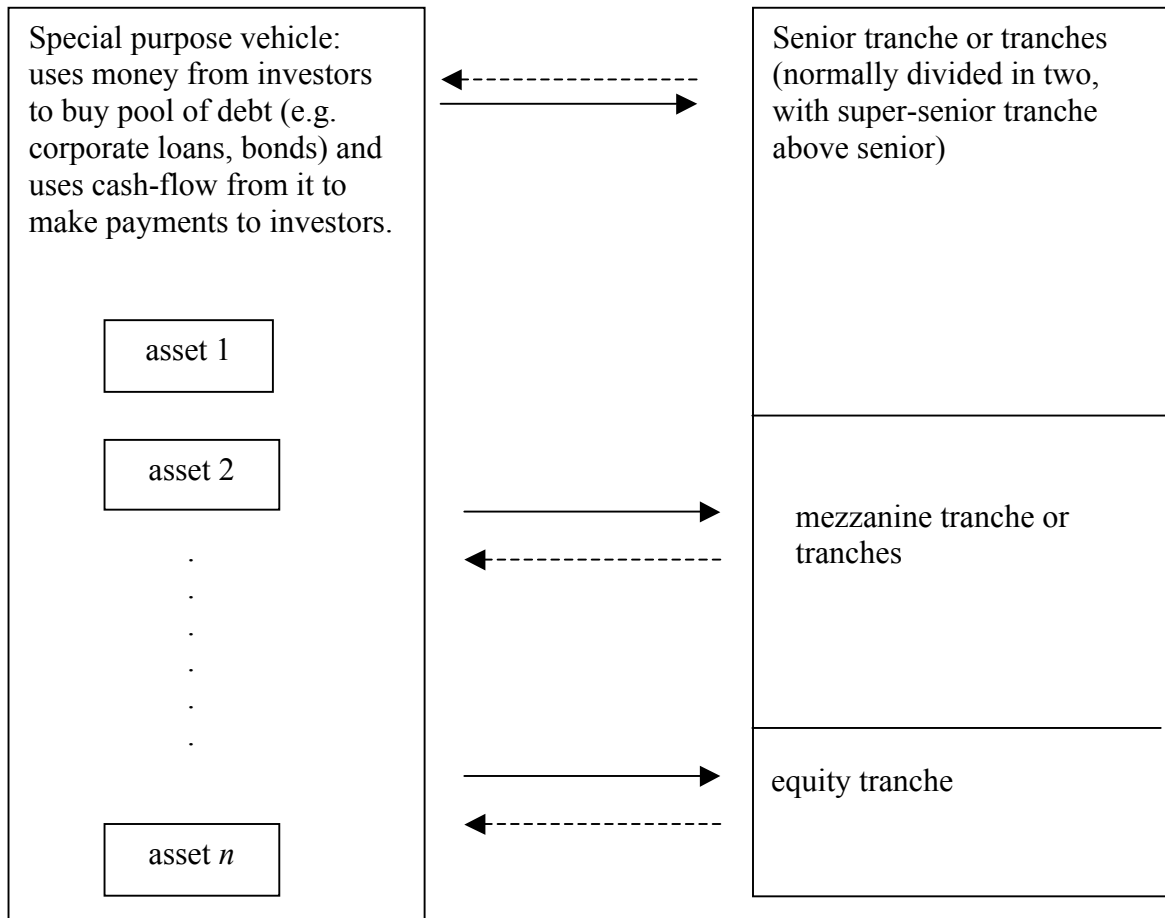 Special purpose vehicle:
uses money from investors
to buy pool of debt (e.g.
corporate loans, bonds) and
uses cash-flow from it to
make payments to investors.
asset 1
asset 2
asset n
Senior tranche or tranches
(normally divided in two,
with super-senior tranche
above senior)
mezzanine tranche or
tranches
equity tranche